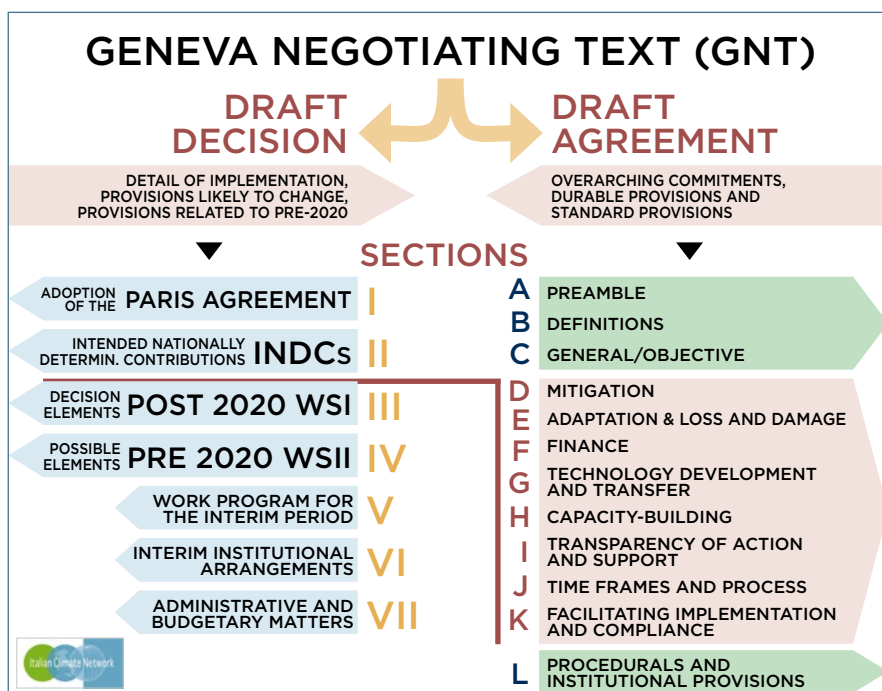 GENEVA NEGOTIATING TEXT (GNT)
DRAFT
DECISION
DRAFT
AGREEMENT
DETAIL OF IMPLEMENTATION,
PROVISIONS LIKELY TO CHANGE,
PROVISIONS RELATED TO PRE-2020
OVERARCHING COMMITMENTS,
DURABLE PROVISIONS AND
STANDARD PROVISIONS
SECTIONS
ADOPTION
OF THE PARIS AGREEMENT I
INTENDED NATIONALLY
DETERMIN. CONTRIBUTIONS INDCs II
DECISION
ELEMENTS POST 2020 WSI III
POSSIBLE
ELEMENTS PRE 2020 WSII IV
WORK PROGRAM FOR
THE INTERIM PERIOD V
INTERIM INSTITUTIONAL
ARRANGEMENTS VI
ADMINISTRATIVE AND
BUDGETARY MATTERS VII
A PREAMBLE
B DEFINITIONS
C GENERAL/OBJECTIVE
D MITIGATION
E ADAPTATION & LOSS AND DAMAGE
F FINANCE
G TECHNOLOGY DEVELOPMENT
AND TRANSFER
H CAPACITY-BUILDING
I TRANSPARENCY OF ACTION
AND SUPPORT
J TIME FRAMES AND PROCESS
K FACILITATING IMPLEMENTATION
AND COMPLIANCE
L PROCEDURALS AND
INSTITUTIONAL PROVISIONS
Italian Climate Network